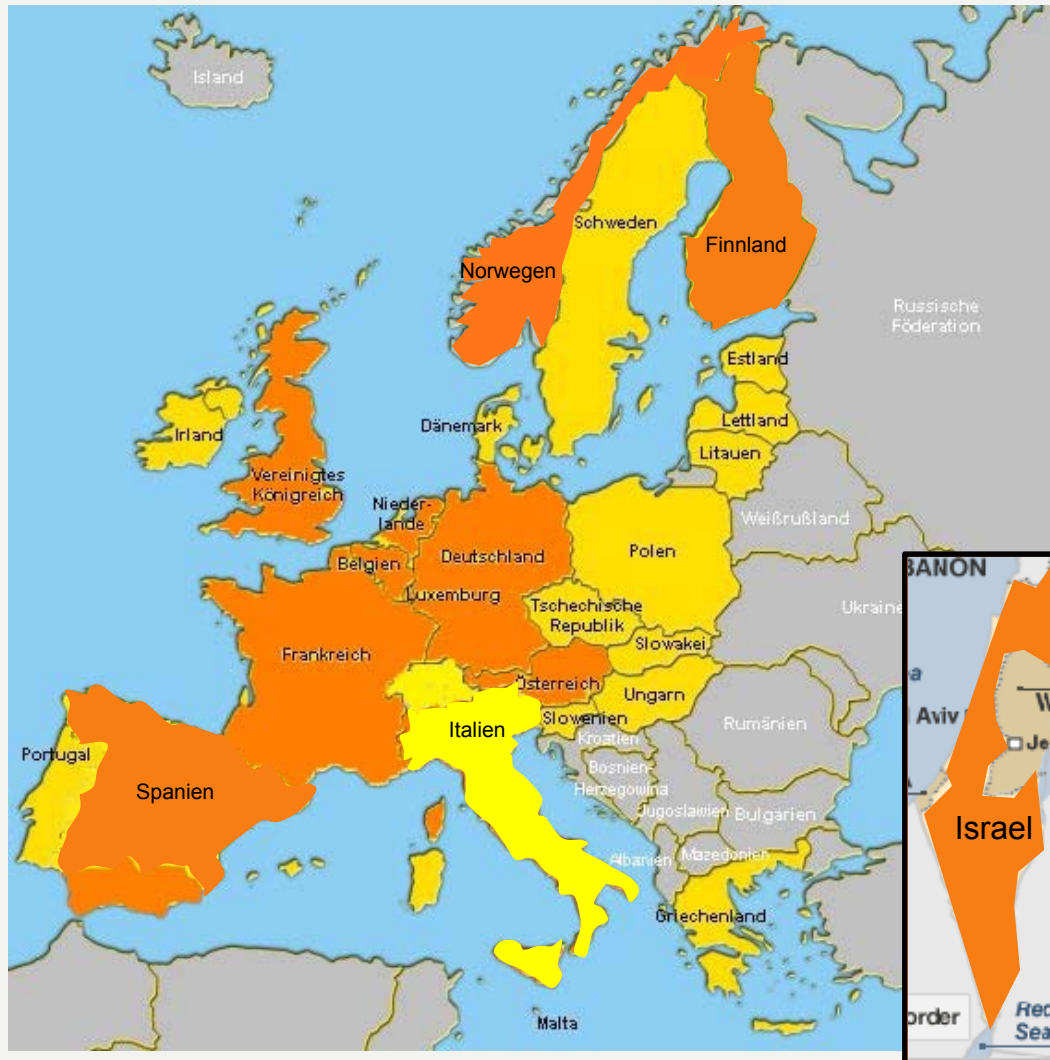 Island
Schweden
Finnland
Norwegen
Russische
Föderation
Estland
Lettland
Dänemark
Litauen
Irland
Vereinigtes
Königreich
Nieder-
lande
Weißrußland
Deutschland
Polen
Belgien
Luxemburg
Tschechische
Republik
Ukraine
Slowakei
Frankreich
Österreich
Ungarn
Slowenien
Rumänien
Italien
Kroatien
Portugal
Bosnien-
Herzegowina
Spanien
Jugoslawien
Bulgarien
Albanien
Mazedonien
Griechenland
Malta
BANON
Aviv
W
Je
Israel
order
Red
Sea